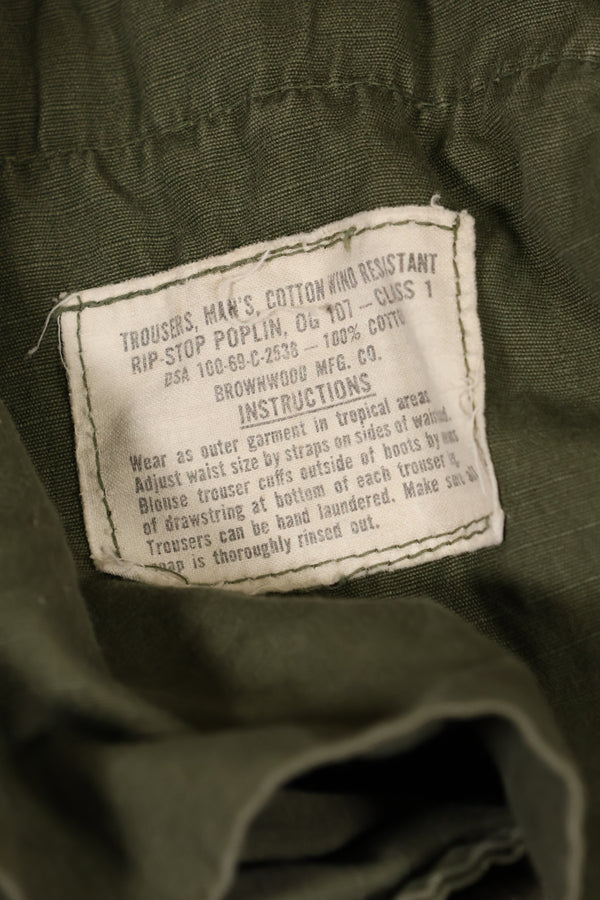 TROUSERS, MAN'S, COTTON WIND RESISTANT
RIP-STOP POPLIN, OG 107 - CLASS 1
DSA 100-69-C-2538 - 100% COTTO
BROWNWOOD MFG. CO.
INSTRUCTIONS
Wear as outer garment in tropical areas
Adjust waist size by straps on sides of
Blouse trouser cuffs outside of boots by
of drawstring at bottom of each trouser
Trousers can be hand laundered. Make sure all
soap is thoroughly rinsed out.